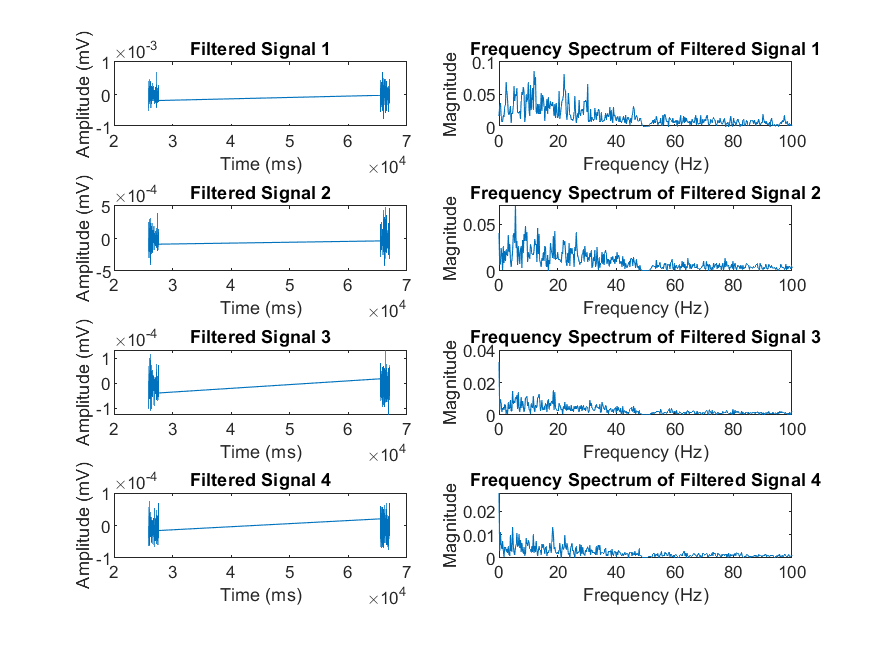 Filtered Signal 1
×10-3
Amplitude (mV)
1
0
-1
2 3 4 5 6 7
Time (ms)
×104
Frequency Spectrum of Filtered Signal 1
Magnitude
0.1
0.05
0
0 20 40 60 80 100
Frequency (Hz)
Filtered Signal 2
×10-4
Amplitude (mV)
5
0
-5
2 3 4 5 6 7
Time (ms)
×104
Frequency Spectrum of Filtered Signal 2
Magnitude
0.05
0
0 20 40 60 80 100
Frequency (Hz)
Filtered Signal 3
×10-4
Amplitude (mV)
1
0
-1
2 3 4 5 6 7
Time (ms)
×104
Frequency Spectrum of Filtered Signal 3
Magnitude
0.04
0.02
0
0 20 40 60 80 100
Frequency (Hz)
Filtered Signal 4
×10-4
Amplitude (mV)
1
0
-1
2 3 4 5 6 7
Time (ms)
×104
Frequency Spectrum of Filtered Signal 4
Magnitude
0.02
0.01
0
0 20 40 60 80 100
Frequency (Hz)